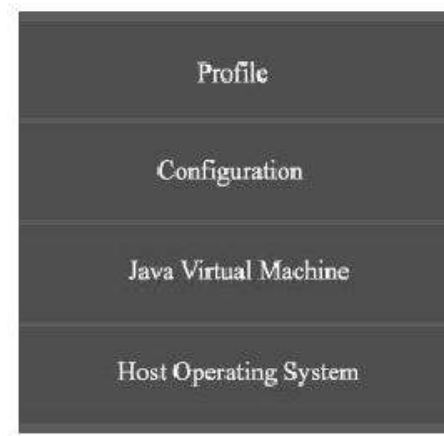 Profile
Configuration
Java Virtual Machine
Host Operating System